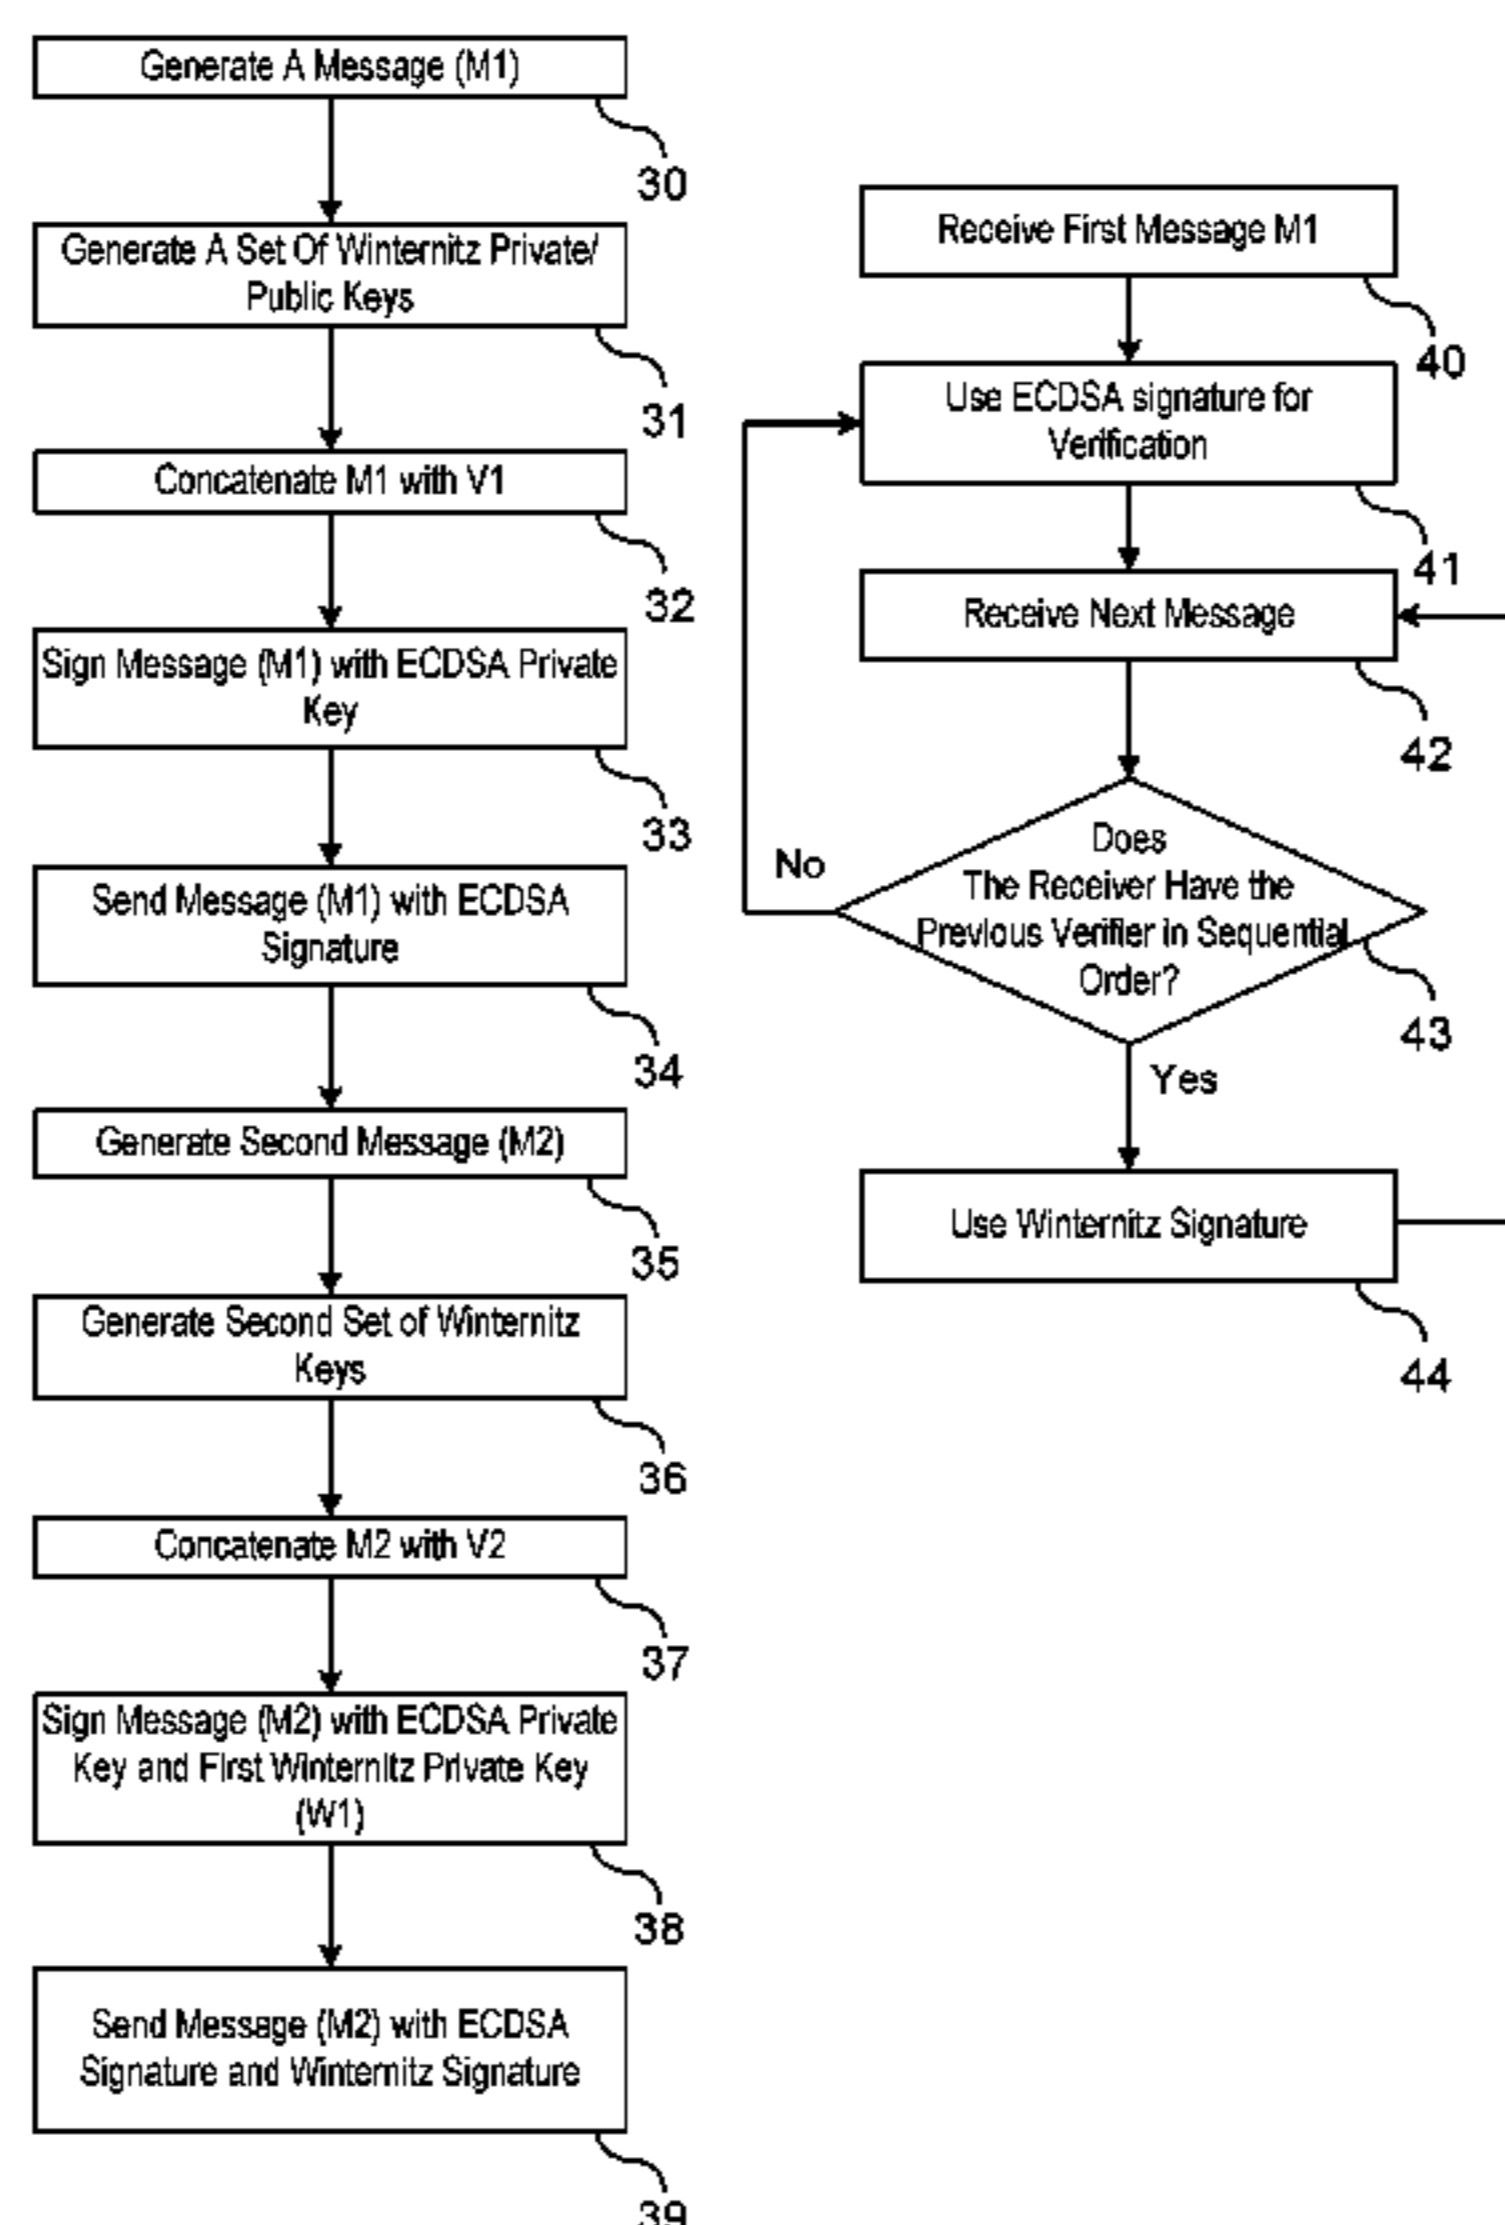 Generate A Message (M1)
30
Generate A Set Of Winternitz Private/
Public Keys
31
Concatenate M1 with V1
32
Sign Message (M1) with ECDSA Private
Key
33
Send Message (M1) with ECDSA
Signature
34
Generate Second Message (M2)
35
Generate Second Set of Winternitz
Keys
36
Concatenate M2 with V2
37
Sign Message (M2) with ECDSA Private
Key and First Winternitz Private Key
(W1)
38
Send Message (M2) with ECDSA
Signature and Winternitz Signature
39
Receive First Message M1
40
Use ECDSA signature for
Verification
41
Receive Next Message
42
Does
The Receiver Have the
Previous Verifier in Sequential
Order?
43
No
Yes
Use Winternitz Signature
44